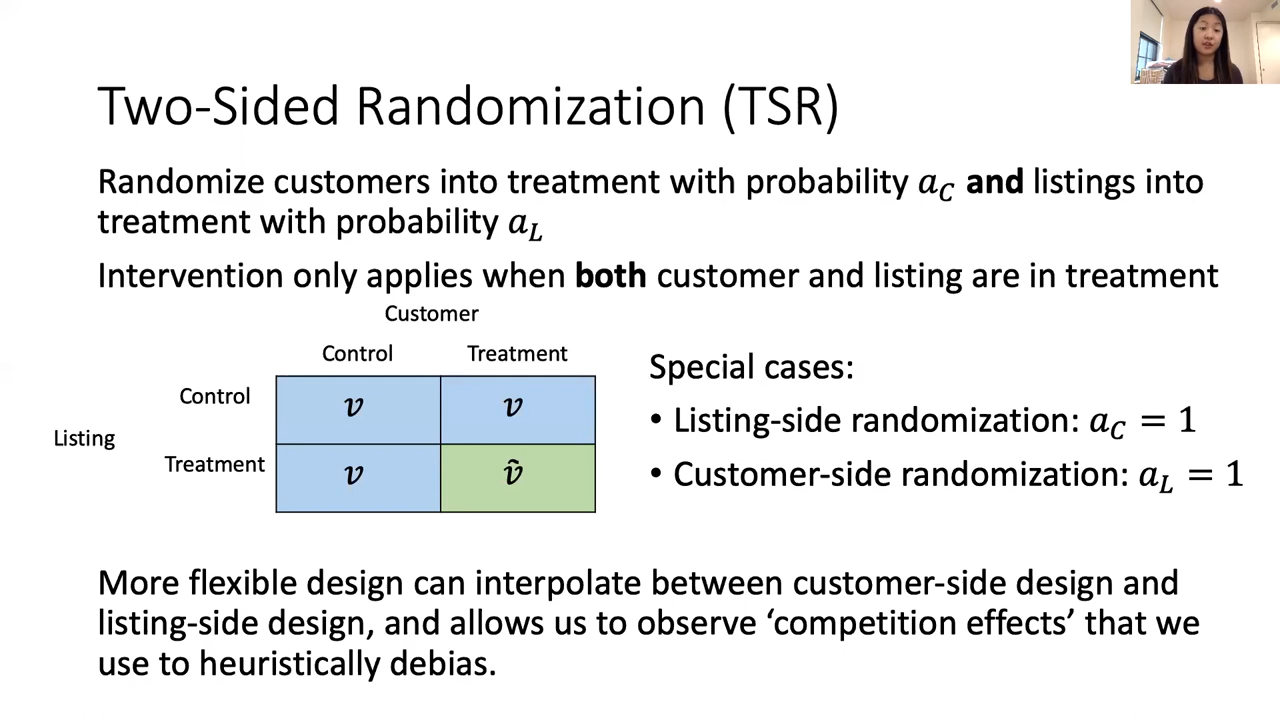 Two-Sided Randomization (TSR)
Randomize customers into treatment with probability a_C and listings into
treatment with probability a_L
Intervention only applies when both customer and listing are in treatment
Customer
Control Treatment
Control v v
Listing
Treatment v v̂
Special cases:
• Listing-side randomization: a_C = 1
• Customer-side randomization: a_L = 1
More flexible design can interpolate between customer-side design and
listing-side design, and allows us to observe ‘competition effects’ that we
use to heuristically debias.